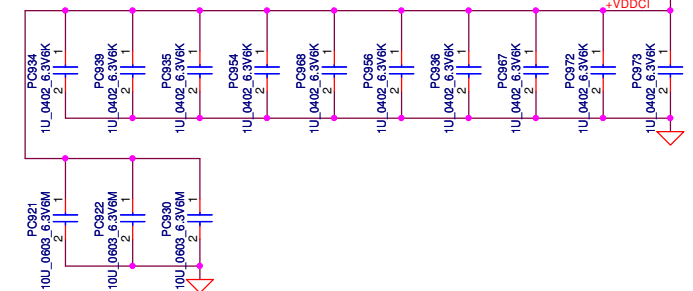 +VDDCI
PC934
1U_0402_6.3V6K
1
2
PC939
1U_0402_6.3V6K
1
2
PC935
1U_0402_6.3V6K
1
2
PC954
1U_0402_6.3V6K
1
2
PC968
1U_0402_6.3V6K
1
2
PC956
1U_0402_6.3V6K
1
2
PC936
1U_0402_6.3V6K
1
2
PC967
1U_0402_6.3V6K
1
2
PC972
1U_0402_6.3V6K
1
2
PC973
1U_0402_6.3V6K
1
2
PC921
10U_0603_6.3V6M
1
2
PC922
10U_0603_6.3V6M
1
2
PC930
10U_0603_6.3V6M
1
2